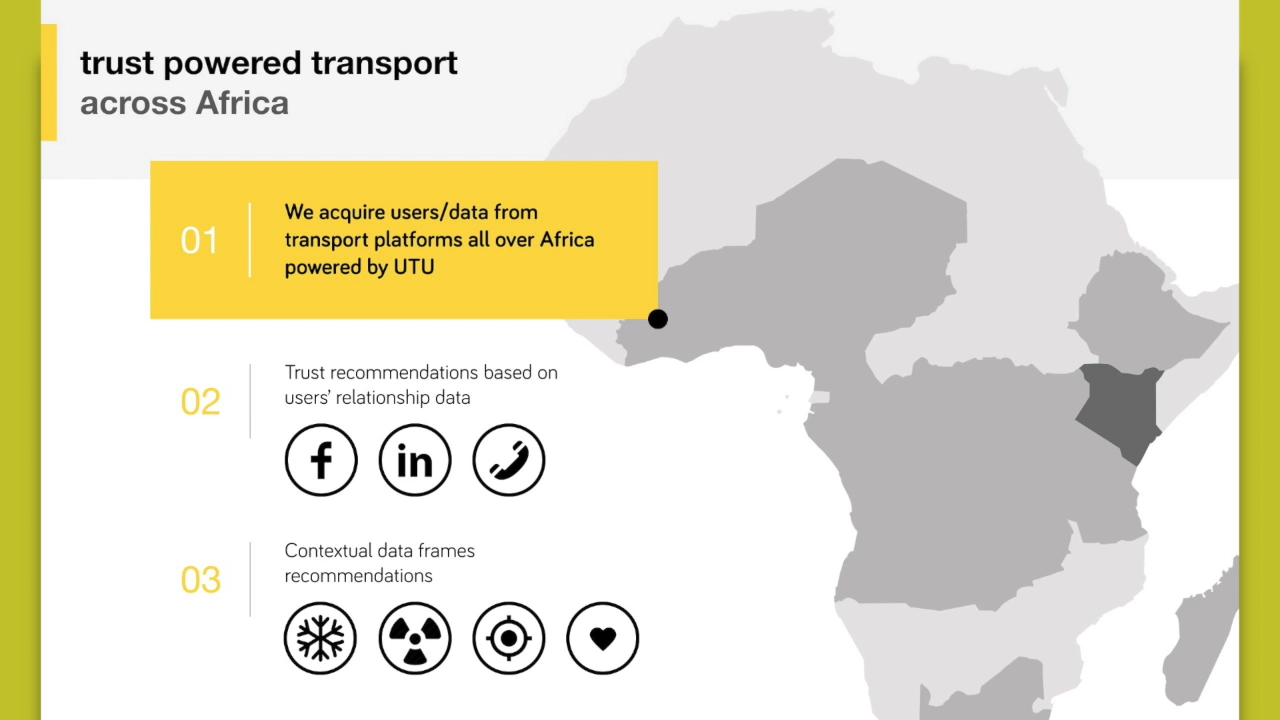 trust powered transport
across Africa
01
We acquire users/data from
transport platforms all over Africa
powered by UTU
02
Trust recommendations based on
users’ relationship data
f
in
03
Contextual data frames
recommendations